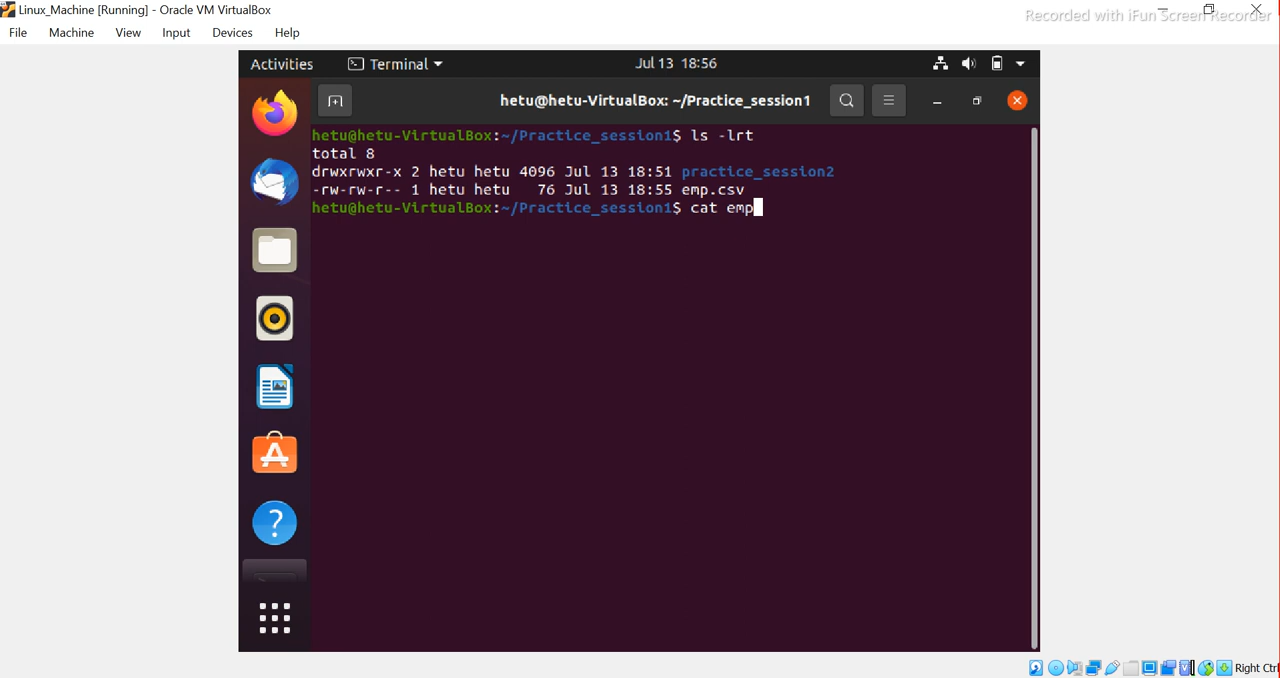 Linux_Machine [Running] - Oracle VM VirtualBox
Recorded with iFun Screen Recorder
File Machine View Input Devices Help
Activities Terminal Jul 13 18:56
hetu@hetu-VirtualBox: ~/Practice_session1
hetu@hetu-VirtualBox:~/Practice_session1$ ls -lrt
total 8
drwxrwxr-x 2 hetu hetu 4096 Jul 13 18:51 practice_session2
-rw-rw-r-- 1 hetu hetu   76 Jul 13 18:55 emp.csv
hetu@hetu-VirtualBox:~/Practice_session1$ cat emp
Right Ctrl